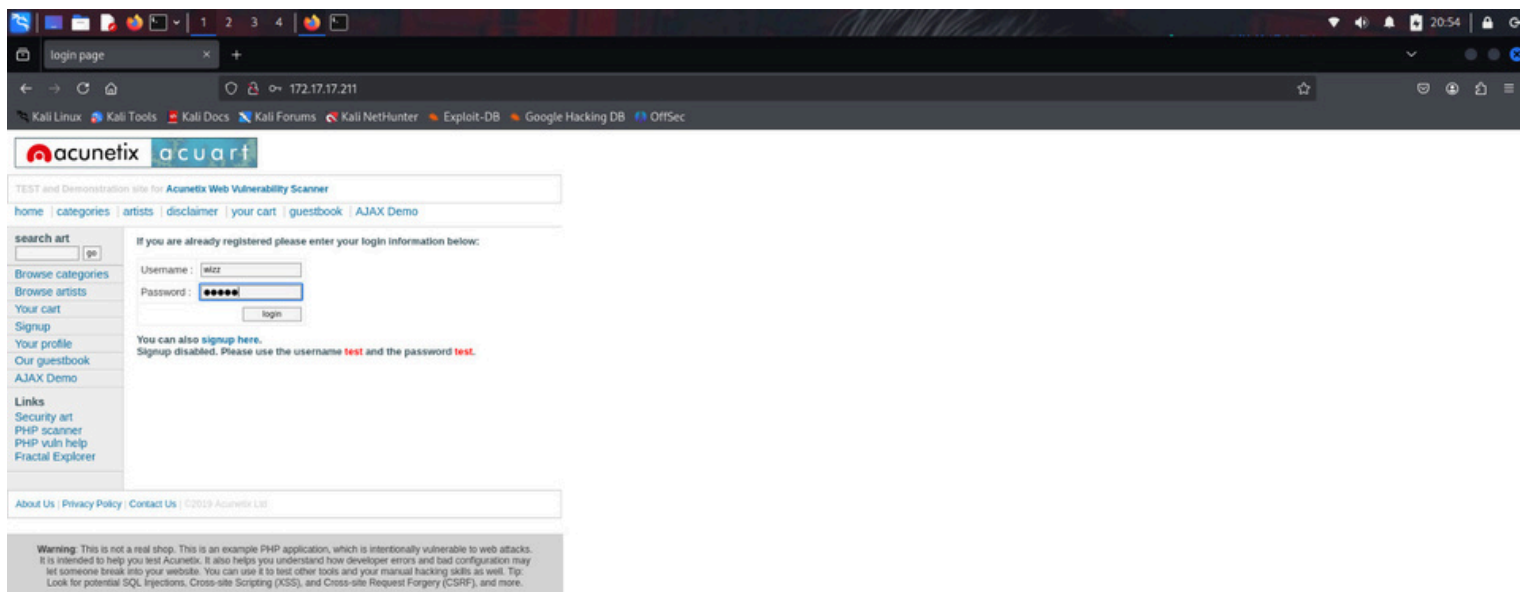 1 2 3 4
20:54
login page
172.17.17.211
Kali Linux Kali Tools Kali Docs Kali Forums Kali NetHunter Exploit-DB Google Hacking DB OffSec
acunetix acuart
TEST and Demonstration site for Acunetix Web Vulnerability Scanner
home | categories | artists | disclaimer | your cart | guestbook | AJAX Demo
search art
go
Browse categories
Browse artists
Your cart
Signup
Your profile
Our guestbook
AJAX Demo
Links
Security art
PHP scanner
PHP vuln help
Fractal Explorer
If you are already registered please enter your login information below:
Username : wizz
Password : ●●●●●
login
You can also signup here.
Signup disabled. Please use the username test and the password test.
About Us | Privacy Policy | Contact Us | ©2019 Acunetix Ltd
Warning: This is not a real shop. This is an example PHP application, which is intentionally vulnerable to web attacks.
It is intended to help you test Acunetix. It also helps you understand how developer errors and bad configuration may
let someone break into your website. You can use it to test other tools and your manual hacking skills as well. Tip:
Look for potential SQL Injections, Cross-site Scripting (XSS), and Cross-site Request Forgery (CSRF), and more.